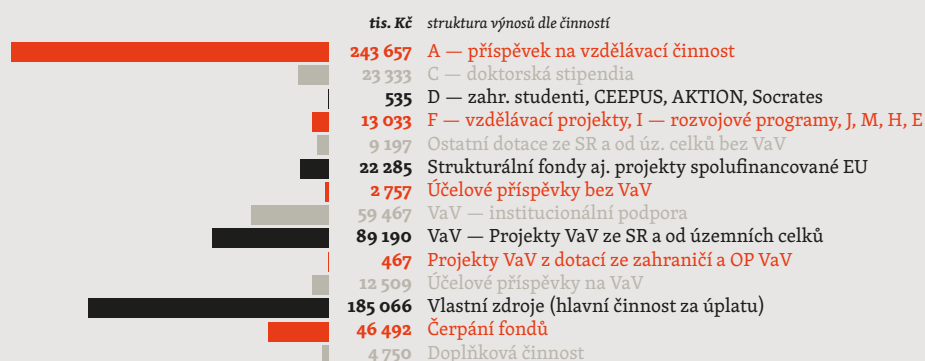 tis. Kč struktura výnosů dle činností
243 657 A — příspěvek na vzdělávací činnost
23 333 C — doktorská stipendia
535 D — zahr. studenti, CEEPUS, AKTION, Socrates
13 033 F — vzdělávací projekty, I — rozvojové programy, J, M, H, E
9 197 Ostatní dotace ze SR a od úz. celků bez VaV
22 285 Strukturální fondy aj. projekty spolufinancované EU
2 757 Účelové příspěvky bez VaV
59 467 VaV — institucionální podpora
89 190 VaV — Projekty VaV ze SR a od územních celků
467 Projekty VaV z dotací ze zahraničí a OP VaV
12 509 Účelové příspěvky na VaV
185 066 Vlastní zdroje (hlavní činnost za úplatu)
46 492 Čerpání fondů
4 750 Doplňková činnost